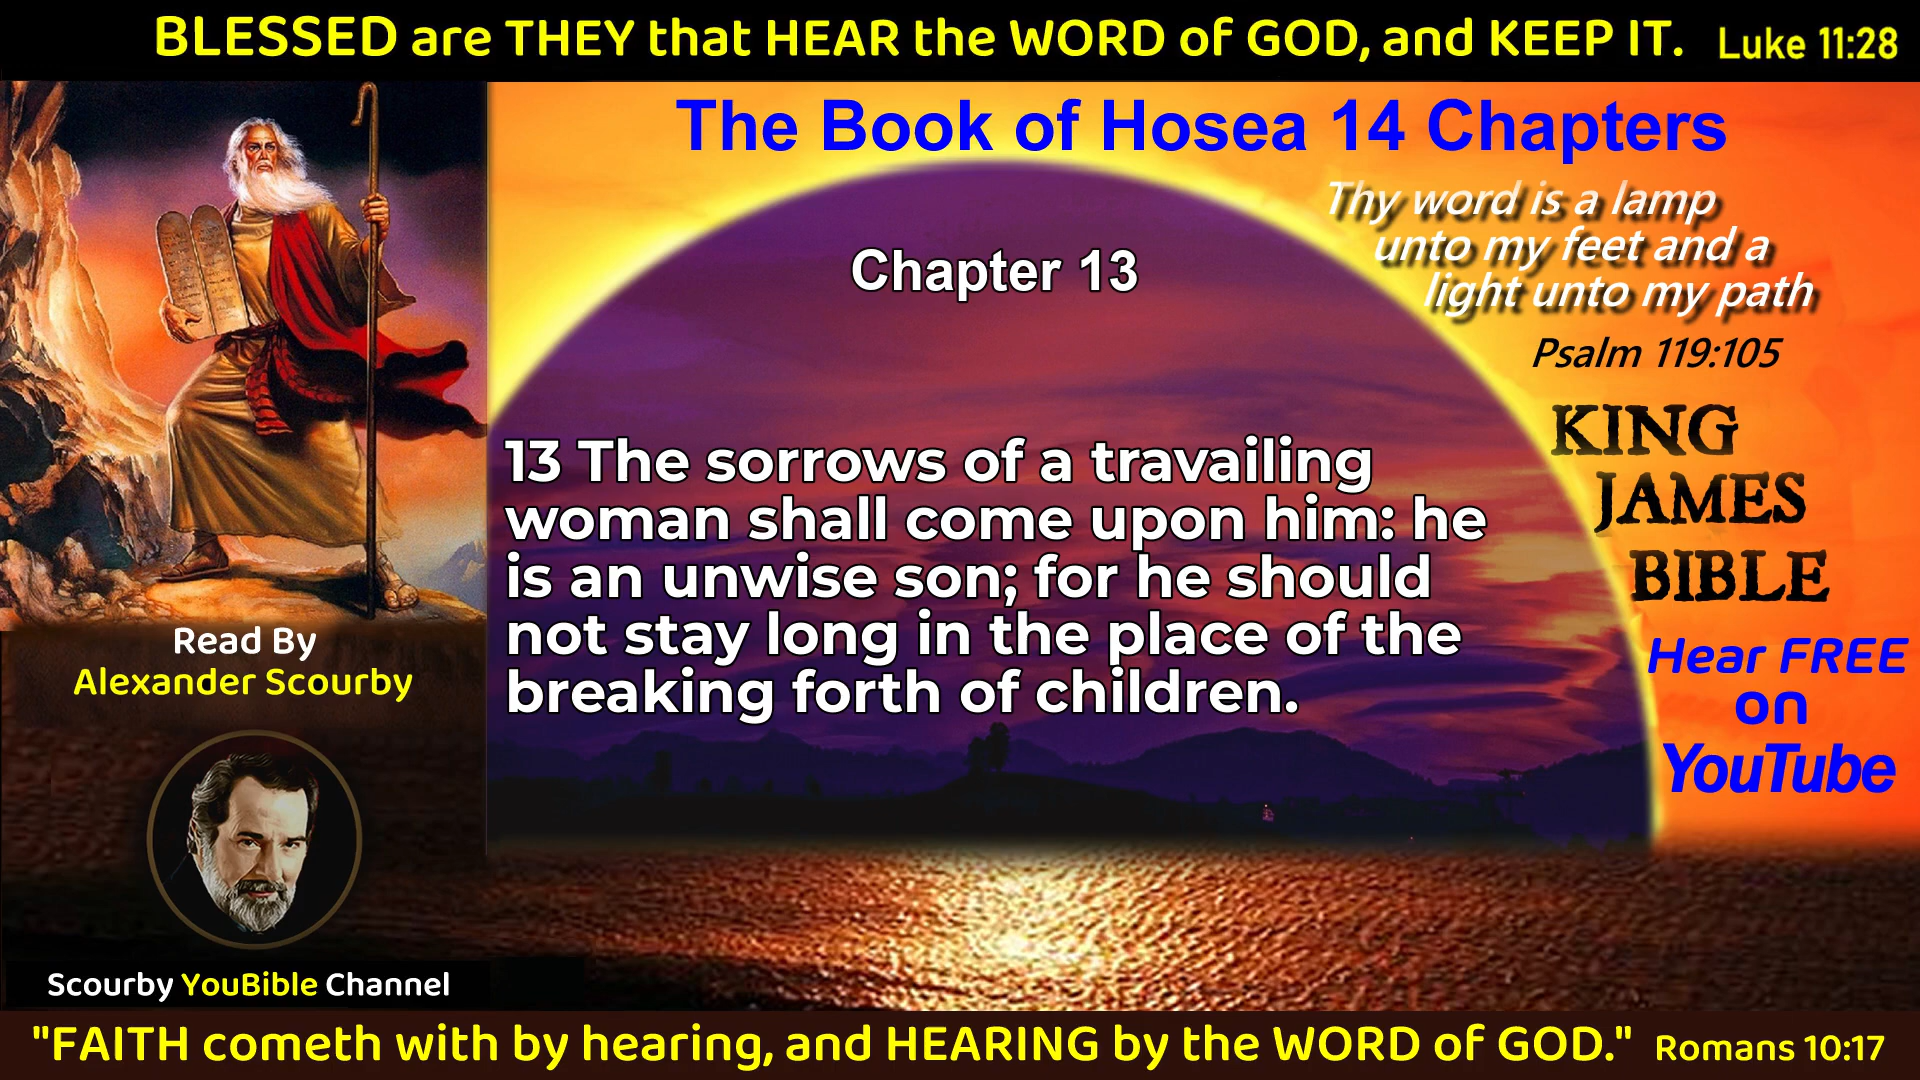 BLESSED are THEY that HEAR the WORD of GOD, and KEEP IT. Luke 11:28
The Book of Hosea 14 Chapters
Thy word is a lamp
unto my feet and a
light unto my path
Psalm 119:105
Chapter 13
KING
JAMES
BIBLE
13 The sorrows of a travailing
woman shall come upon him: he
is an unwise son; for he should
not stay long in the place of the
breaking forth of children.
Hear FREE
on
YouTube
Read By
Alexander Scourby
Scourby YouBible Channel
"FAITH cometh with by hearing, and HEARING by the WORD of GOD." Romans 10:17